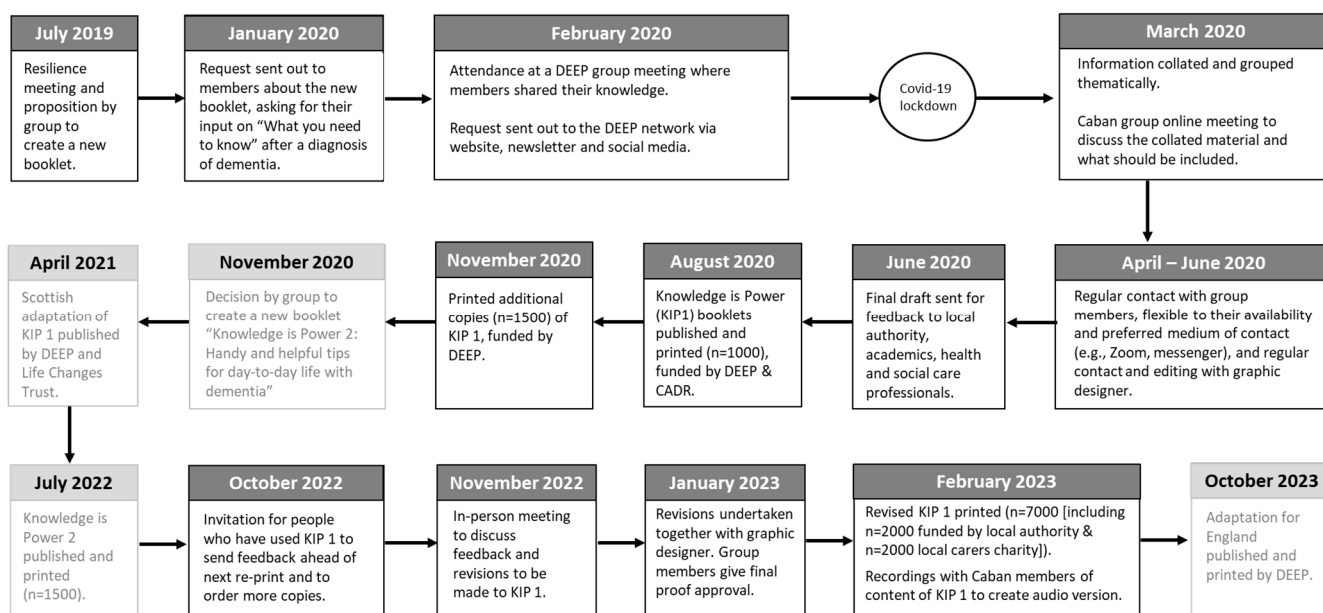 July 2019
Resilience
meeting and
proposition by
group to
create a new
booklet.
January 2020
Request sent out to
members about the new
booklet, asking for their
input on “What you need
to know” after a diagnosis
of dementia.
February 2020
Attendance at a DEEP group meeting where
members shared their knowledge.
Request sent out to the DEEP network via
website, newsletter and social media.
Covid-19
lockdown
March 2020
Information collated and grouped
thematically.
Caban group online meeting to
discuss the collated material and
what should be included.
April – June 2020
Regular contact with group
members, flexible to their availability
and preferred medium of contact
(e.g., Zoom, messenger), and regular
contact and editing with graphic
designer.
June 2020
Final draft sent for
feedback to local
authority,
academics, health
and social care
professionals.
August 2020
Knowledge is Power
(KIP1) booklets
published and
printed (n=1000),
funded by DEEP &
CADR.
November 2020
Printed additional
copies (n=1500) of
KIP 1, funded by
DEEP.
November 2020
Decision by group to
create a new booklet
“Knowledge is Power 2:
Handy and helpful tips
for day-to-day life with
dementia”
April 2021
Scottish
adaptation of
KIP 1 published
by DEEP and
Life Changes
Trust.
July 2022
Knowledge is
Power 2
published and
printed
(n=1500).
October 2022
Invitation for people
who have used KIP 1 to
send feedback ahead of
next re-print and to
order more copies.
November 2022
In-person meeting
to discuss
feedback and
revisions to be
made to KIP 1.
January 2023
Revisions undertaken
together with graphic
designer. Group
members give final
proof approval.
February 2023
Revised KIP 1 printed (n=7000 [including
n=2000 funded by local authority &
n=2000 local carers charity]).
Recordings with Caban members of
content of KIP 1 to create audio version.
October 2023
Adaptation for
England
published and
printed by DEEP.